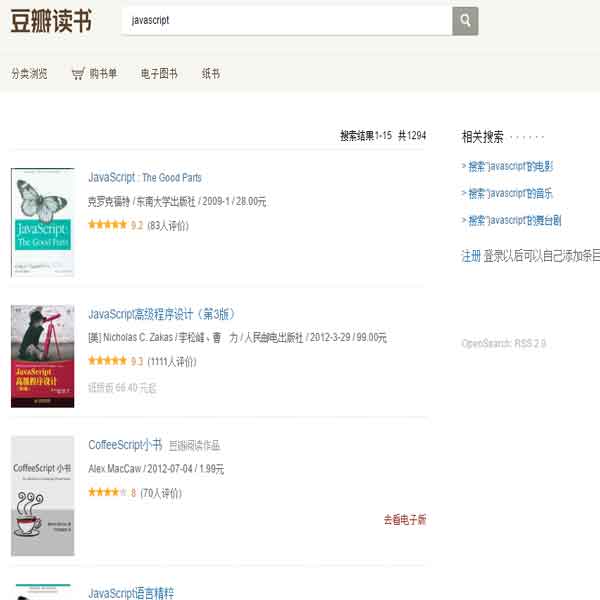 豆瓣读书
javascript
分类浏览 购书单 电子图书 纸书
搜索结果1-15 共1294
JavaScript : The Good Parts
克罗克福特 / 东南大学出版社 / 2009-1 / 28.00元
9.2 (83人评价)
JavaScript:
The Good Parts
JavaScript高级程序设计（第3版）
[美] Nicholas C. Zakas / 李松峰、曹 力 / 人民邮电出版社 / 2012-3-29 / 99.00元
9.3 (1111人评价)
纸质版 66.40 元起
JavaScript
高级程序设计
CoffeeScript小书 豆瓣阅读作品
Alex MacCaw / 2012-07-04 / 1.99元
8 (70人评价)
去看电子版
CoffeeScript 小书
JavaScript语言精粹
相关搜索 · · · · · ·
> 搜索"javascript"的电影
> 搜索"javascript"的音乐
> 搜索"javascript"的舞台剧
注册 登录以后可以自己添加条目
OpenSearch: RSS 2.0